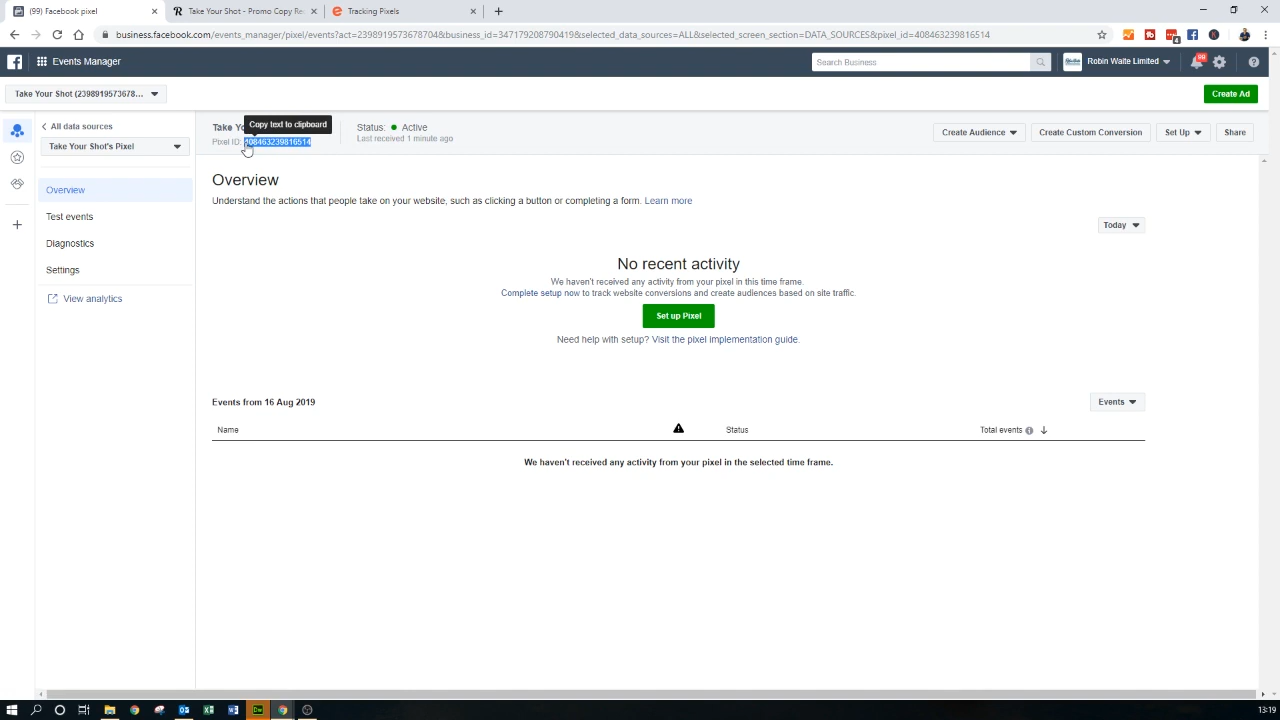 (99) Facebook pixel
Take Your Shot - Promo Copy Re
Tracking Pixels
business.facebook.com/events_manager/pixel/events?act=2398919573678704&business_id=347179208790419&selected_data_sources=ALL&selected_screen_section=DATA_SOURCES&pixel_id=408463239816514
4
Events Manager
Search Business
Robin Waite Limited
99
Take Your Shot (2398919573678...
Create Ad
All data sources
Take Your Shot's Pixel
Overview
Test events
Diagnostics
Settings
View analytics
Take Yo
Copy text to clipboard
Pixel ID: 408463239816514
Status: Active
Last received 1 minute ago
Create Audience
Create Custom Conversion
Set Up
Share
Overview
Understand the actions that people take on your website, such as clicking a button or completing a form. Learn more
Today
No recent activity
We haven't received any activity from your pixel in this time frame.
Complete setup now to track website conversions and create audiences based on site traffic.
Set up Pixel
Need help with setup? Visit the pixel implementation guide.
Events from 16 Aug 2019
Events
Name
Status
Total events
We haven't received any activity from your pixel in the selected time frame.
Dw
13:19